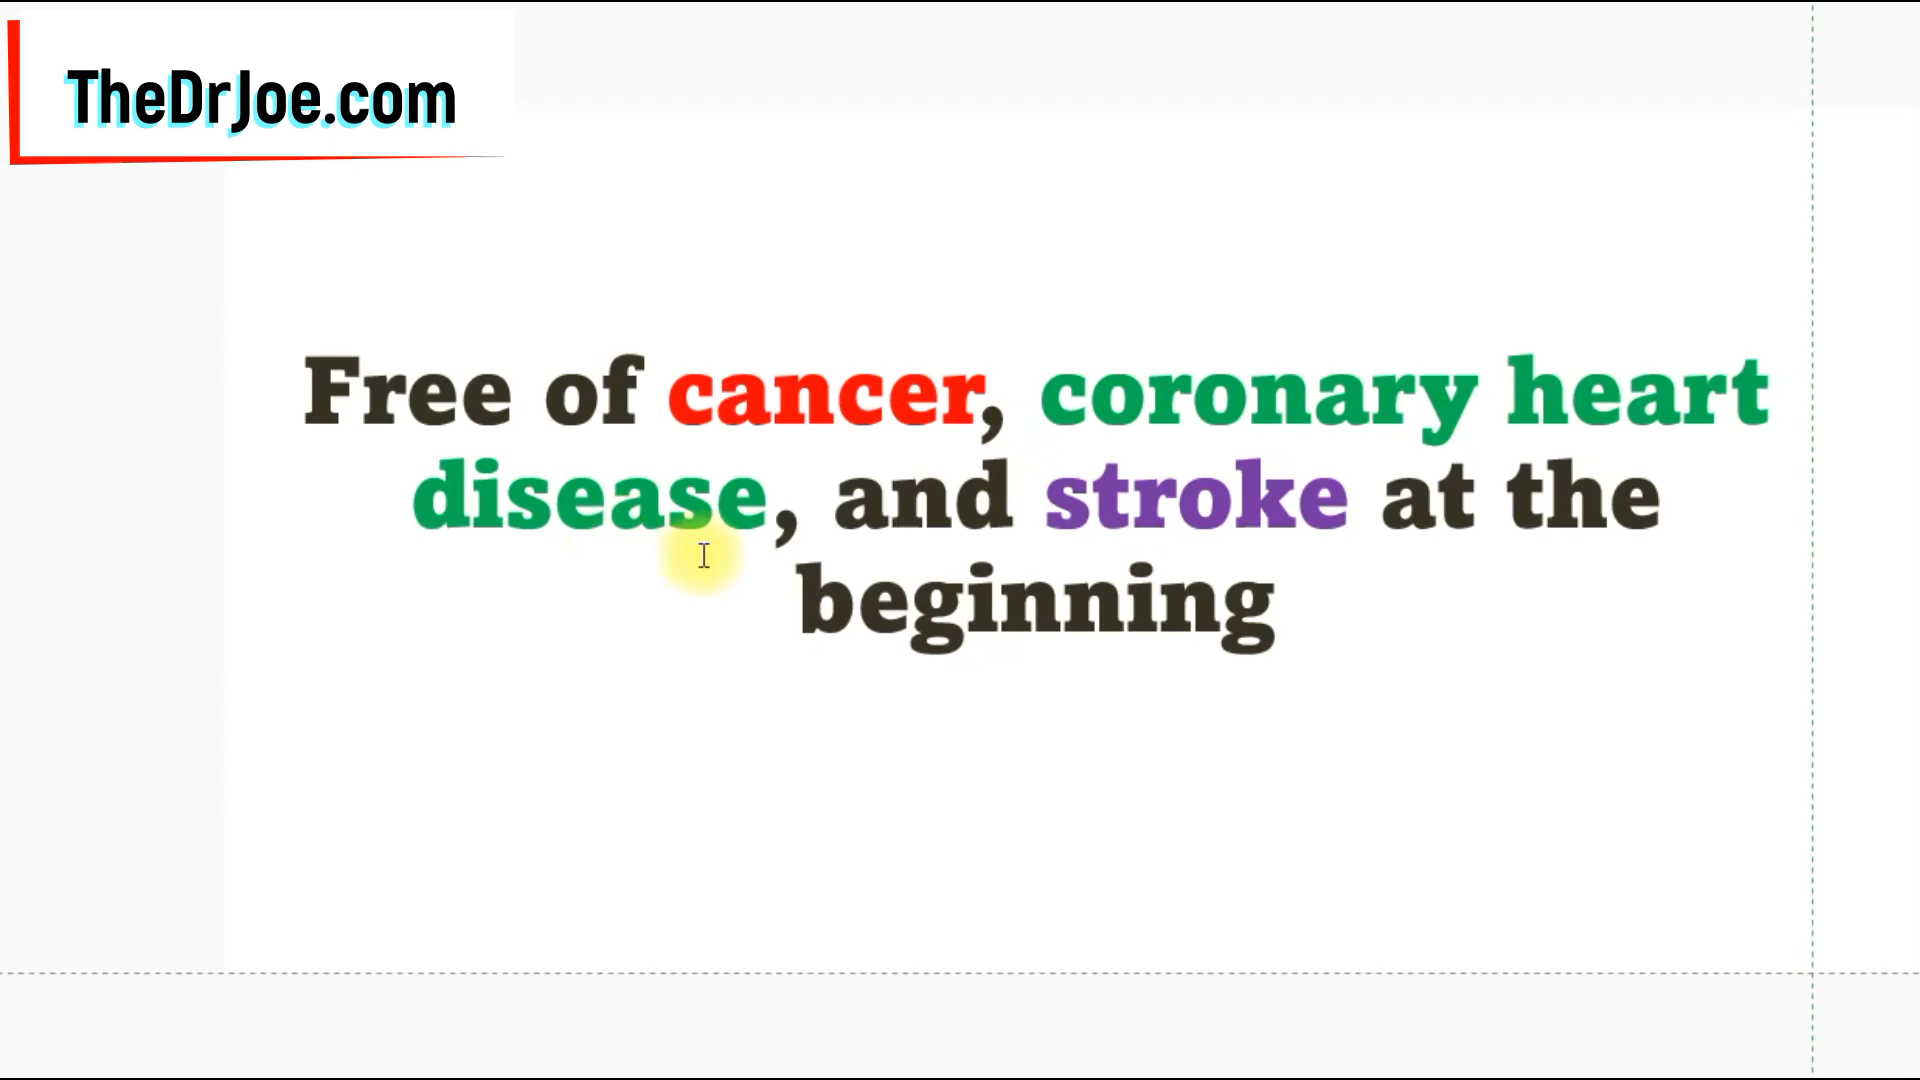 TheDrJoe.com
Free of cancer, coronary heart
disease, and stroke at the
beginning